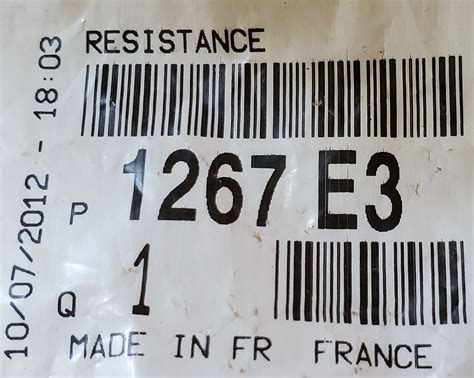 RESISTANCE
P 1267 E3
Q 1
MADE IN FR FRANCE
10/07/2012 - 18:03